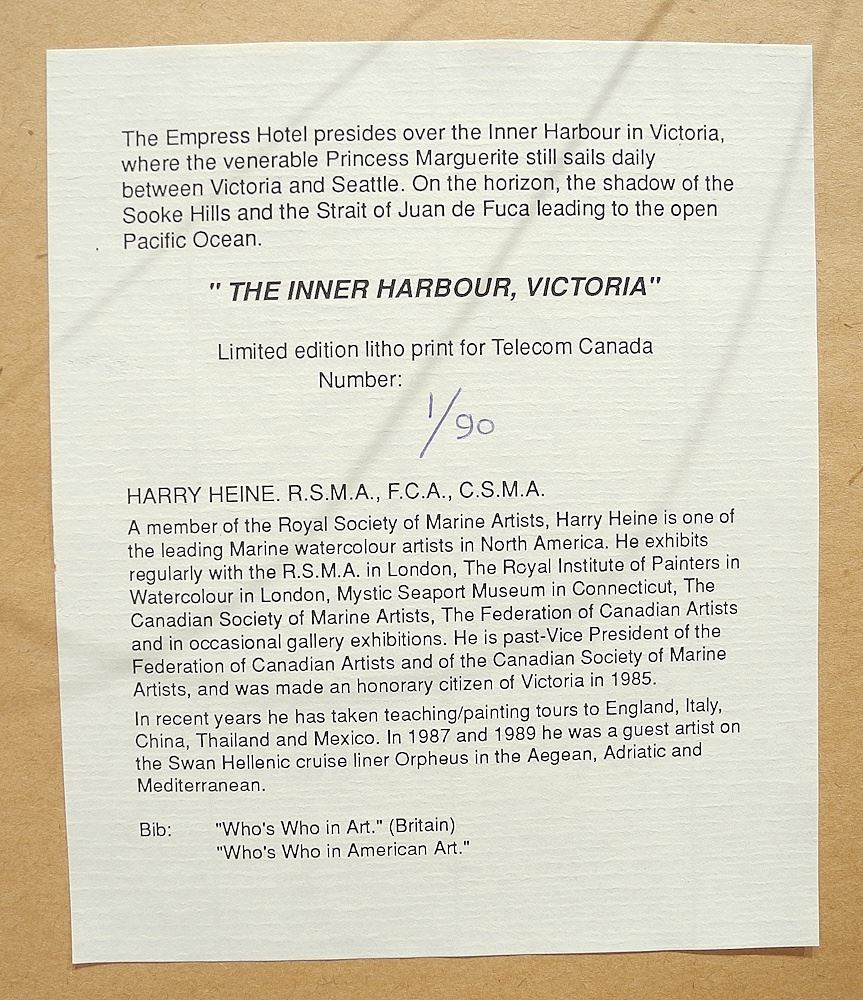 The Empress Hotel presides over the Inner Harbour in Victoria,
where the venerable Princess Marguerite still sails daily
between Victoria and Seattle. On the horizon, the shadow of the
Sooke Hills and the Strait of Juan de Fuca leading to the open
Pacific Ocean.
" THE INNER HARBOUR, VICTORIA"
Limited edition litho print for Telecom Canada
Number:
1/90
HARRY HEINE. R.S.M.A., F.C.A., C.S.M.A.
A member of the Royal Society of Marine Artists, Harry Heine is one of
the leading Marine watercolour artists in North America. He exhibits
regularly with the R.S.M.A. in London, The Royal Institute of Painters in
Watercolour in London, Mystic Seaport Museum in Connecticut, The
Canadian Society of Marine Artists, The Federation of Canadian Artists
and in occasional gallery exhibitions. He is past-Vice President of the
Federation of Canadian Artists and of the Canadian Society of Marine
Artists, and was made an honorary citizen of Victoria in 1985.
In recent years he has taken teaching/painting tours to England, Italy,
China, Thailand and Mexico. In 1987 and 1989 he was a guest artist on
the Swan Hellenic cruise liner Orpheus in the Aegean, Adriatic and
Mediterranean.
Bib: "Who's Who in Art." (Britain)
"Who's Who in American Art."